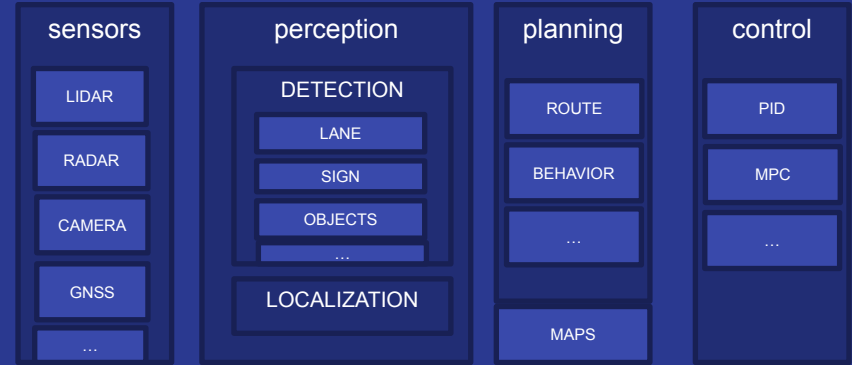 sensors
LIDAR
RADAR
CAMERA
GNSS
…
perception
DETECTION
LANE
SIGN
OBJECTS
…
LOCALIZATION
planning
ROUTE
BEHAVIOR
…
MAPS
control
PID
MPC
…